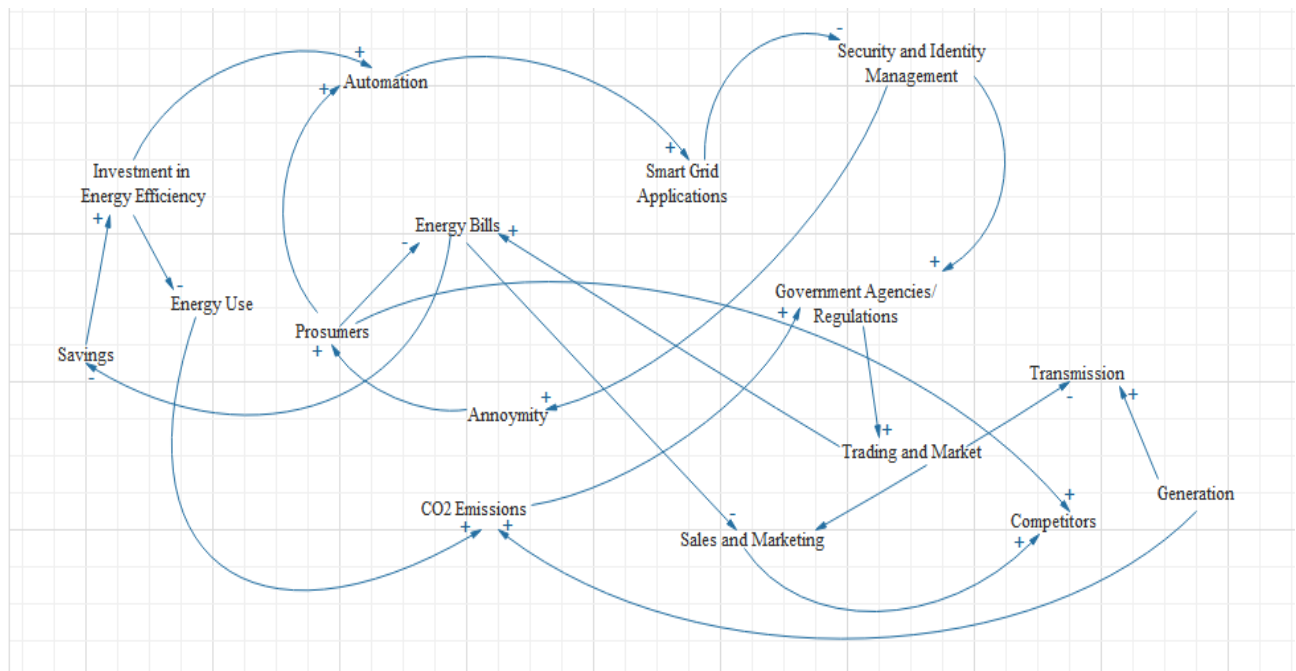 -
Security and Identity
Management
+
Automation
+
+
Smart Grid
Applications
Investment in
Energy Efficiency
+
Energy Bills
+
-
+
-
Energy Use
Government Agencies/
Regulations
+
Prosumers
+
Savings
-
Transmission
-
+
+
Annoymity
+
Trading and Market
Generation
+
CO2 Emissions
+
+
-
Sales and Marketing
Competitors
+